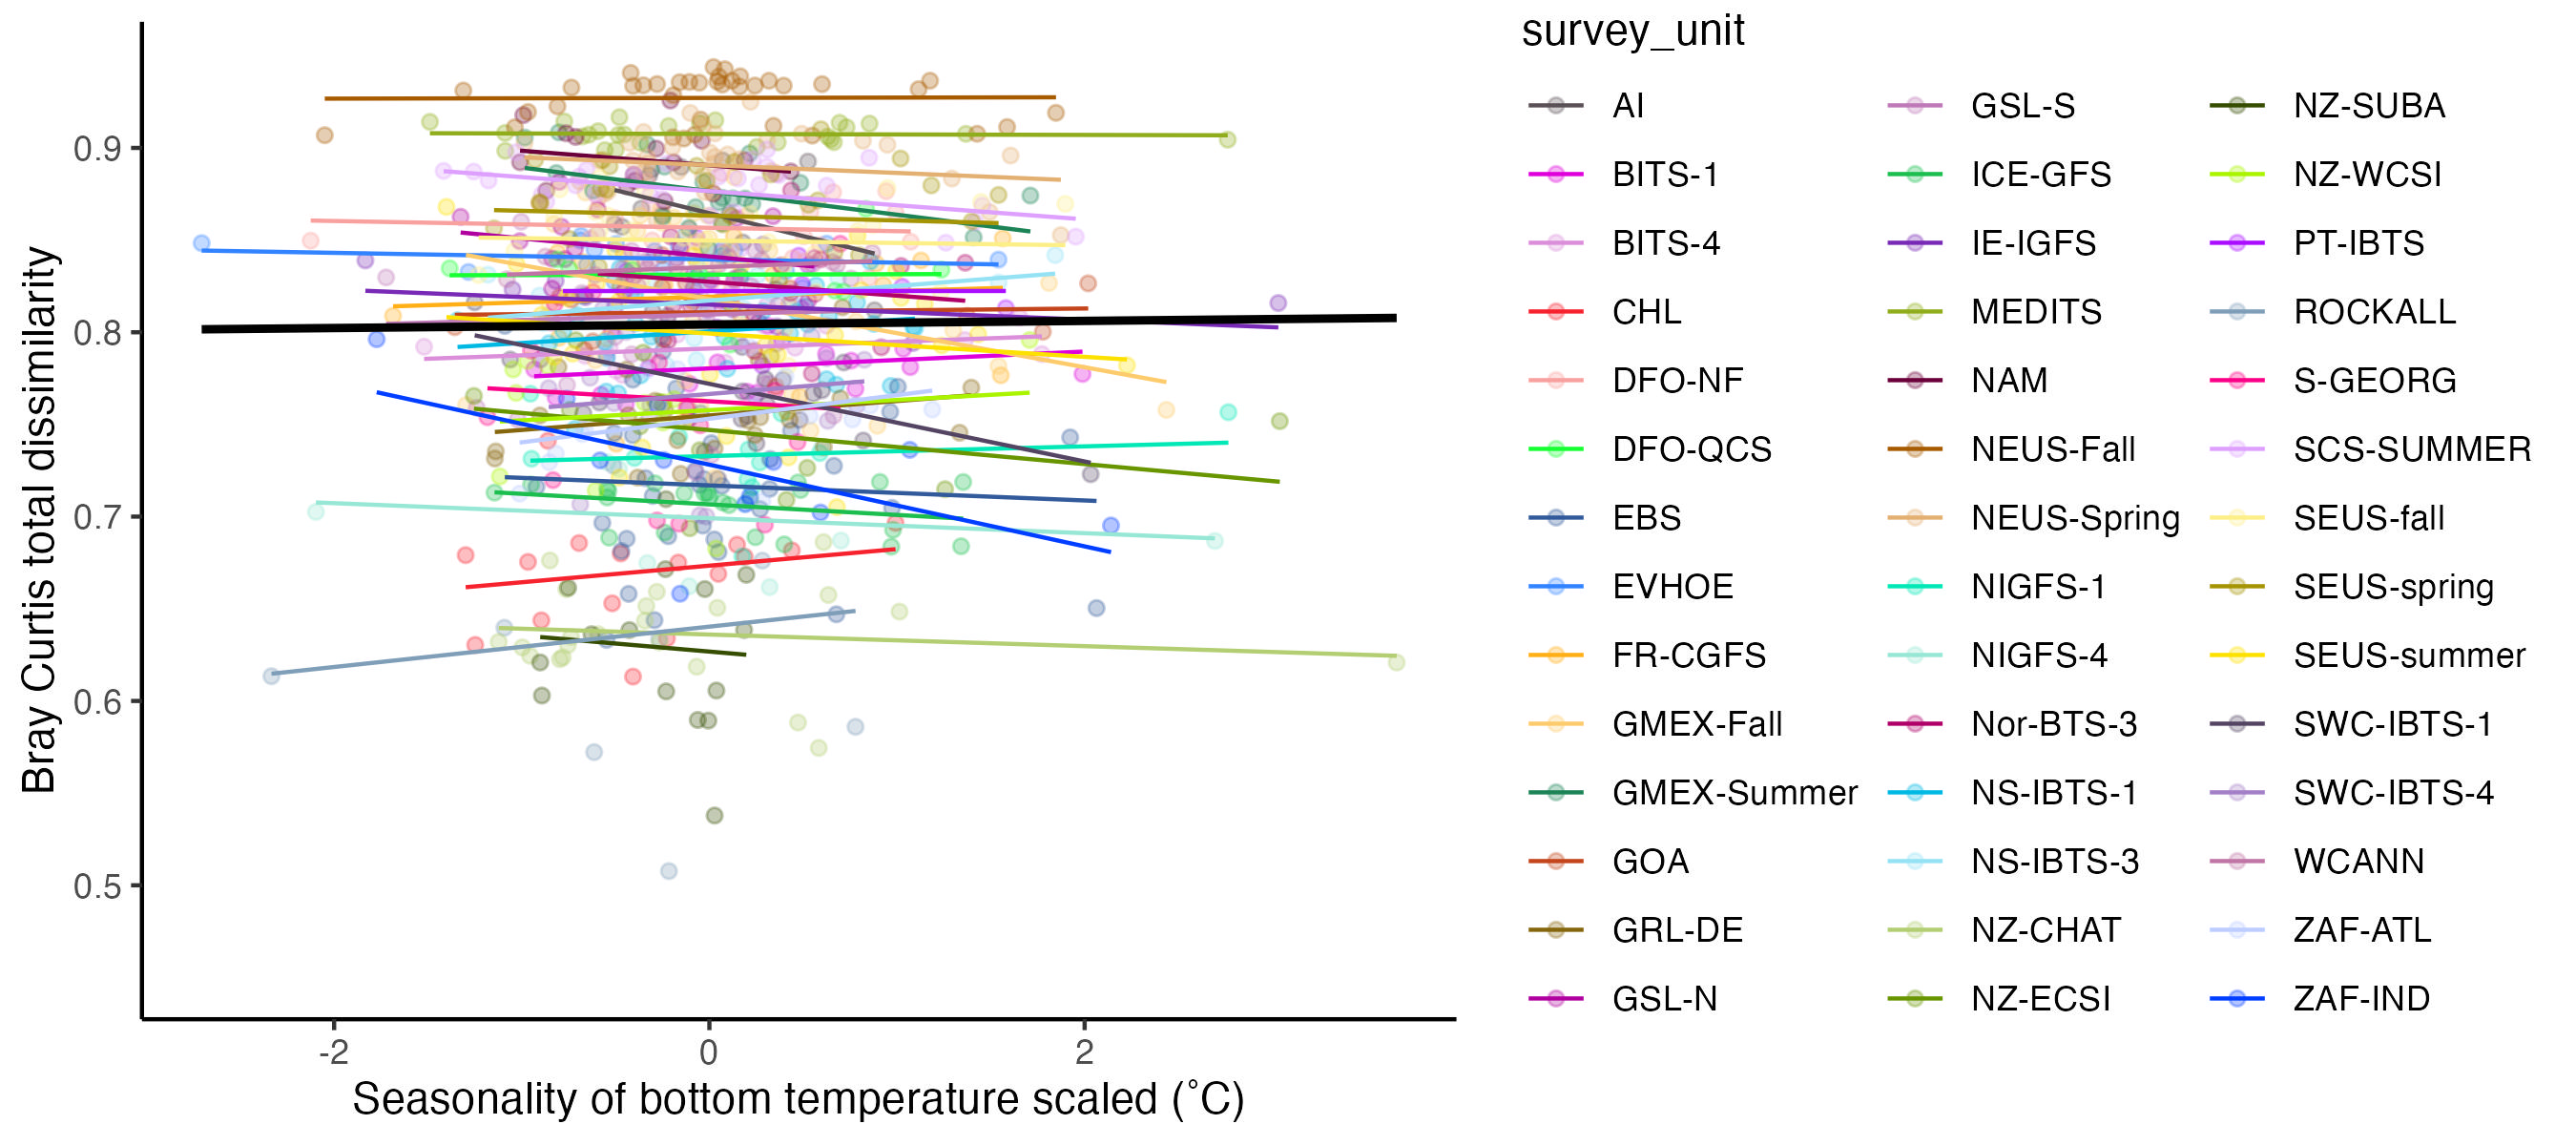 survey_unit
AI
BITS-1
BITS-4
CHL
DFO-NF
DFO-QCS
EBS
EVHOE
FR-CGFS
GMEX-Fall
GMEX-Summer
GOA
GRL-DE
GSL-N
GSL-S
ICE-GFS
IE-IGFS
MEDITS
NAM
NEUS-Fall
NEUS-Spring
NIGFS-1
NIGFS-4
Nor-BTS-3
NS-IBTS-1
NS-IBTS-3
NZ-CHAT
NZ-ECSI
NZ-SUBA
NZ-WCSI
PT-IBTS
ROCKALL
S-GEORG
SCS-SUMMER
SEUS-fall
SEUS-spring
SEUS-summer
SWC-IBTS-1
SWC-IBTS-4
WCANN
ZAF-ATL
ZAF-IND
Bray Curtis total dissimilarity
0.9
0.8
0.7
0.6
0.5
-2 0 2
Seasonality of bottom temperature scaled (˚C)